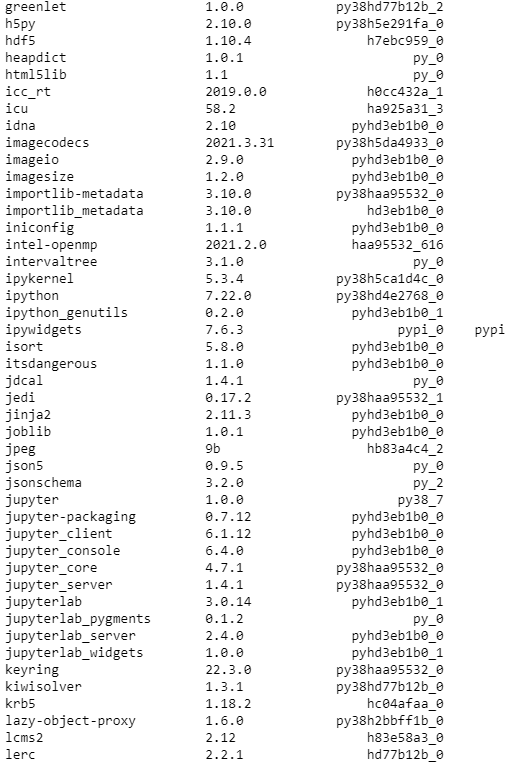 greenlet 1.0.0 py38hd77b12b_2
h5py 2.10.0 py38h5e291fa_0
hdf5 1.10.4 h7ebc959_0
heapdict 1.0.1 py_0
html5lib 1.1 py_0
icc_rt 2019.0.0 h0cc432a_1
icu 58.2 ha925a31_3
idna 2.10 pyhd3eb1b0_0
imagecodecs 2021.3.31 py38h5da4933_0
imageio 2.9.0 pyhd3eb1b0_0
imagesize 1.2.0 pyhd3eb1b0_0
importlib-metadata 3.10.0 py38haa95532_0
importlib_metadata 3.10.0 hd3eb1b0_0
iniconfig 1.1.1 pyhd3eb1b0_0
intel-openmp 2021.2.0 haa95532_616
intervaltree 3.1.0 py_0
ipykernel 5.3.4 py38h5ca1d4c_0
ipython 7.22.0 py38hd4e2768_0
ipython_genutils 0.2.0 pyhd3eb1b0_1
ipywidgets 7.6.3 pypi_0 pypi
isort 5.8.0 pyhd3eb1b0_0
itsdangerous 1.1.0 pyhd3eb1b0_0
jdcal 1.4.1 py_0
jedi 0.17.2 py38haa95532_1
jinja2 2.11.3 pyhd3eb1b0_0
joblib 1.0.1 pyhd3eb1b0_0
jpeg 9b hb83a4c4_2
json5 0.9.5 py_0
jsonschema 3.2.0 py_2
jupyter 1.0.0 py38_7
jupyter-packaging 0.7.12 pyhd3eb1b0_0
jupyter_client 6.1.12 pyhd3eb1b0_0
jupyter_console 6.4.0 pyhd3eb1b0_0
jupyter_core 4.7.1 py38haa95532_0
jupyter_server 1.4.1 py38haa95532_0
jupyterlab 3.0.14 pyhd3eb1b0_1
jupyterlab_pygments 0.1.2 py_0
jupyterlab_server 2.4.0 pyhd3eb1b0_0
jupyterlab_widgets 1.0.0 pyhd3eb1b0_1
keyring 22.3.0 py38haa95532_0
kiwisolver 1.3.1 py38hd77b12b_0
krb5 1.18.2 hc04afaa_0
lazy-object-proxy 1.6.0 py38h2bbff1b_0
lcms2 2.12 h83e58a3_0
lerc 2.2.1 hd77b12b_0